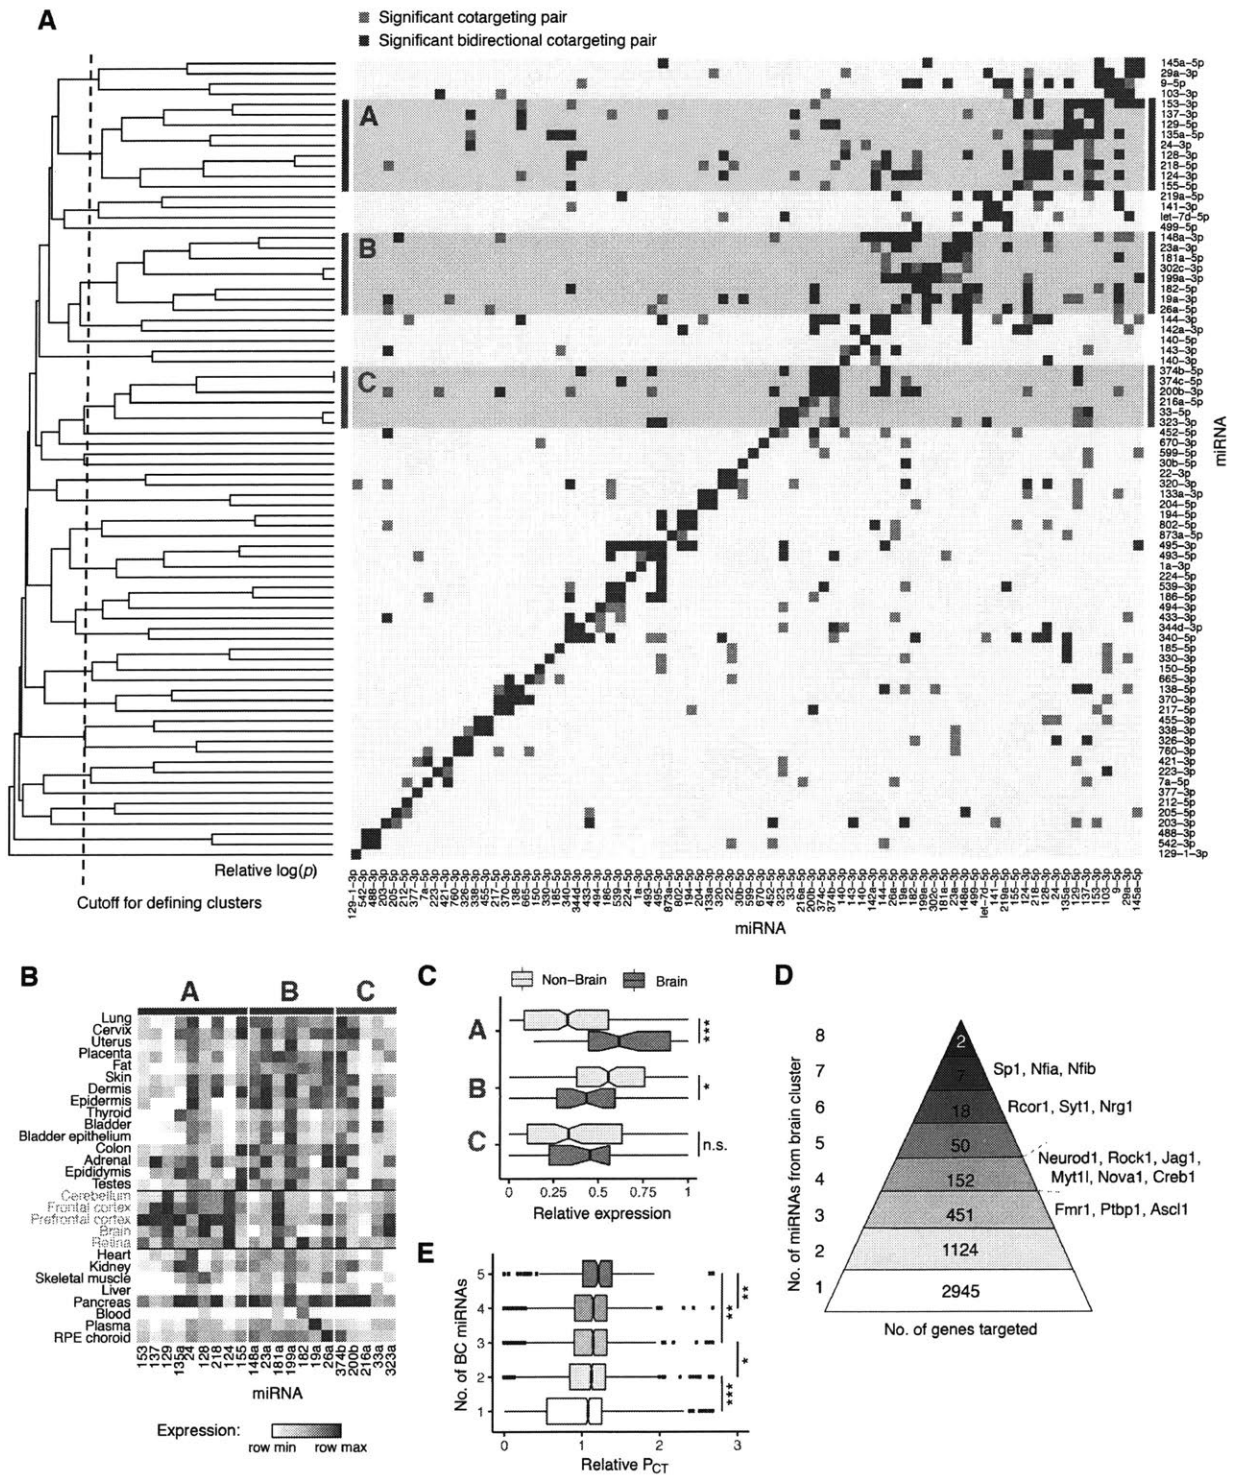 A
Significant cotargeting pair
Significant bidirectional cotargeting pair
145a-5p
29a-3p
9-5p
103-3p
153-3p
A
137-3p
129-5p
135a-5p
24-3p
128-3p
218-5p
124-3p
155-5p
219a-5p
141-3p
let-7d-5p
499-5p
148a-3p
B
23a-3p
181a-5p
302c-3p
199a-3p
182-5p
19a-3p
26a-5p
144-3p
142a-3p
140-5p
143-3p
140-3p
374b-5p
C
374c-5p
200b-3p
216a-5p
33-5p
323-3p
452-5p
670-3p
599-5p
30b-5p
22-3p
320-3p
133a-3p
204-5p
194-5p
802-5p
873a-5p
495-3p
493-5p
1a-3p
224-5p
539-3p
186-5p
494-3p
433-3p
344d-3p
340-5p
185-5p
330-3p
150-5p
665-3p
138-5p
370-3p
217-5p
455-3p
338-3p
326-3p
760-3p
421-3p
223-3p
7a-5p
377-3p
212-5p
205-5p
203-3p
488-3p
542-3p
129-1-3p
miRNA
Relative log(p)
Cutoff for defining clusters
miRNA
B
A B C
Lung
Cervix
Uterus
Placenta
Fat
Skin
Dermis
Epidermis
Thyroid
Bladder
Bladder epithelium
Colon
Adrenal
Epididymis
Testes
Cerebellum
Frontal cortex
Prefrontal cortex
Brain
Retina
Heart
Kidney
Skeletal muscle
Liver
Pancreas
Blood
Plasma
RPE choroid
153 137 129 135a 24 128 218 124 155 148a 23a 181a 199a 182 19a 26a 374b 200b 216a 33a 323a
miRNA
Expression:
row min row max
C
Non-Brain Brain
A
***
B
*
C
n.s.
0 0.25 0.5 0.75 1
Relative expression
D
No. of miRNAs from brain cluster
8 2
7 7 Sp1, Nfia, Nfib
6 18 Rcor1, Syt1, Nrg1
5 50
Neurod1, Rock1, Jag1,
4 152 Myt1l, Nova1, Creb1
3 451 Fmr1, Ptbp1, Ascl1
2 1124
1 2945
No. of genes targeted
E
No. of BC miRNAs
5
4
3
2
1
**
**
*
***
0 1 2 3
Relative PCT